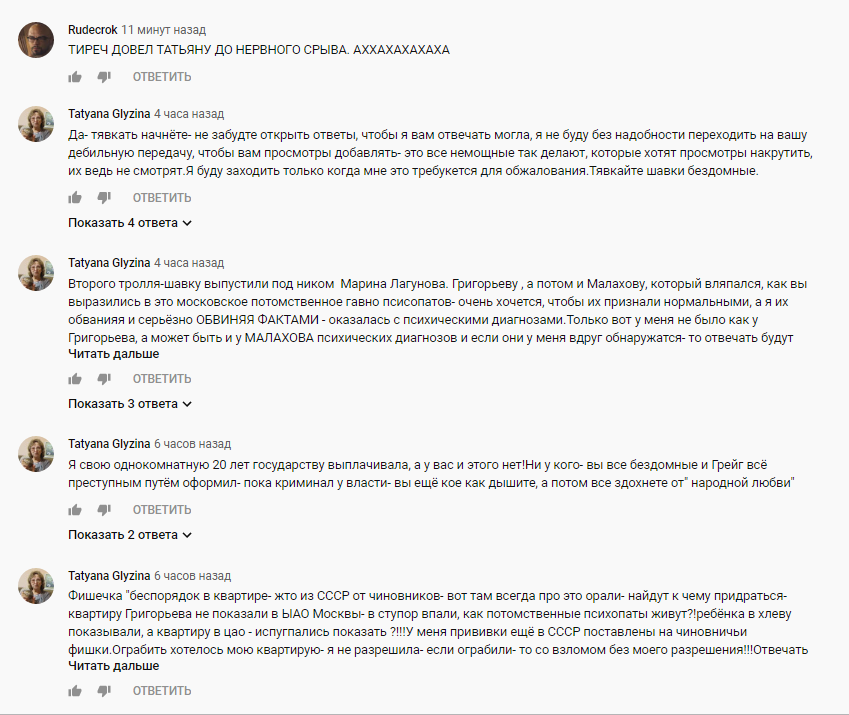 Rudecrok 11 минут назад
ТИРЕЧ ДОВЕЛ ТАТЬЯНУ ДО НЕРВНОГО СРЫВА. АХХАХАХАХАХА
ОТВЕТИТЬ
Tatyana Glyzina 4 часа назад
Да- тявкать начнёте- не забудте открыть ответы, чтобы я вам отвечать могла, я не буду без надобности переходить на вашу
дебильную передачу, чтобы вам просмотры добавлять- это все немощные так делают, которые хотят просмотры накрутить,
их ведь не смотрят.Я буду заходить только когда мне это требукется для обжалования.Тявкайте шавки бездомные.
ОТВЕТИТЬ
Показать 4 ответа
Tatyana Glyzina 4 часа назад
Второго тролля-шавку выпустили под ником Марина Лагунова. Григорьеву , а потом и Малахову, который вляпался, как вы
выразились в это московское потомственное гавно псисопатов- очень хочется, чтобы их признали нормальными, а я их
обванияя и серьёзно ОБВИНЯЯ ФАКТАМИ - оказалась с психическими диагнозами.Только вот у меня не было как у
Григорьева, а может быть и у МАЛАХОВА психических диагнозов и если они у меня вдруг обнаружатся- то отвечать будут
Читать дальше
ОТВЕТИТЬ
Показать 3 ответа
Tatyana Glyzina 6 часов назад
Я свою однокомнатную 20 лет государству выплачивала, а у вас и этого нет!Ни у кого- вы все бездомные и Грейг всё
преступным путём оформил- пока криминал у власти- вы ещё кое как дышите, а потом все здохнете от" народной любви"
ОТВЕТИТЬ
Показать 2 ответа
Tatyana Glyzina 6 часов назад
Фишечка "беспорядок в квартире- жто из СССР от чиновников- вот там всегда про это орали- найдут к чему придраться-
квартиру Григорьева не показали в ЫАО Москвы- в ступор впали, как потомственные психопаты живут?!ребёнка в хлеву
показывали, а квартиру в цао - испугпались показать ?!!!У меня прививки ещё в СССР поставлены на чиновничьи
фишки.Ограбить хотелось мою квартирую- я не разрешила- если ограбили- то со взломом без моего разрешения!!!Отвечать
Читать дальше
ОТВЕТИТЬ